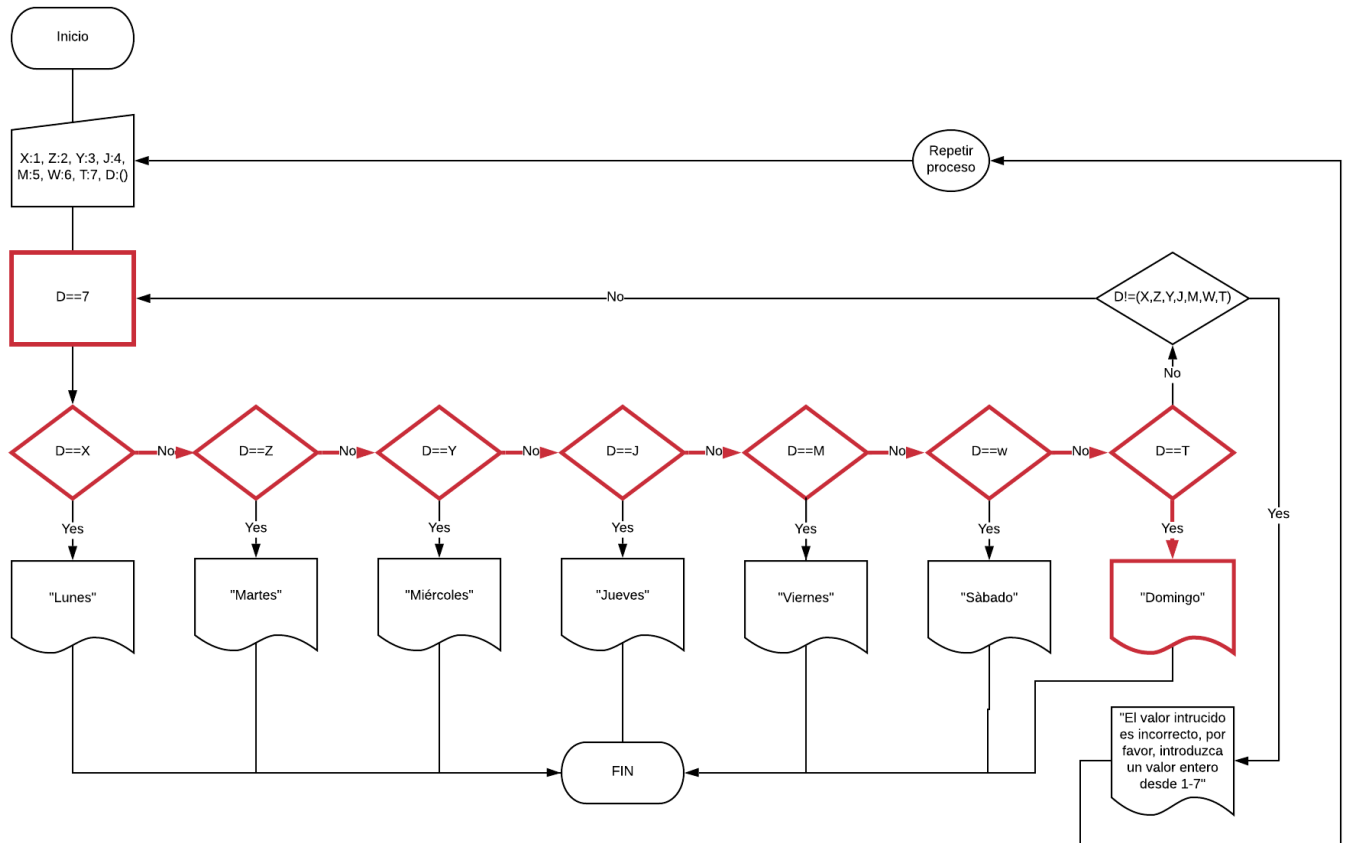 Inicio
X:1, Z:2, Y:3, J:4,
M:5, W:6, T:7, D:()
Repetir
proceso
D==7
No
D!=(X,Z,Y,J,M,W,T)
No
D==X
No
D==Z
No
D==Y
No
D==J
No
D==M
No
D==w
No
D==T
Yes
Yes
Yes
Yes
Yes
Yes
Yes
Yes
"Lunes"
"Martes"
"Miércoles"
"Jueves"
"Viernes"
"Sàbado"
"Domingo"
"El valor intrucido
es incorrecto, por
favor, introduzca
un valor entero
desde 1-7"
FIN